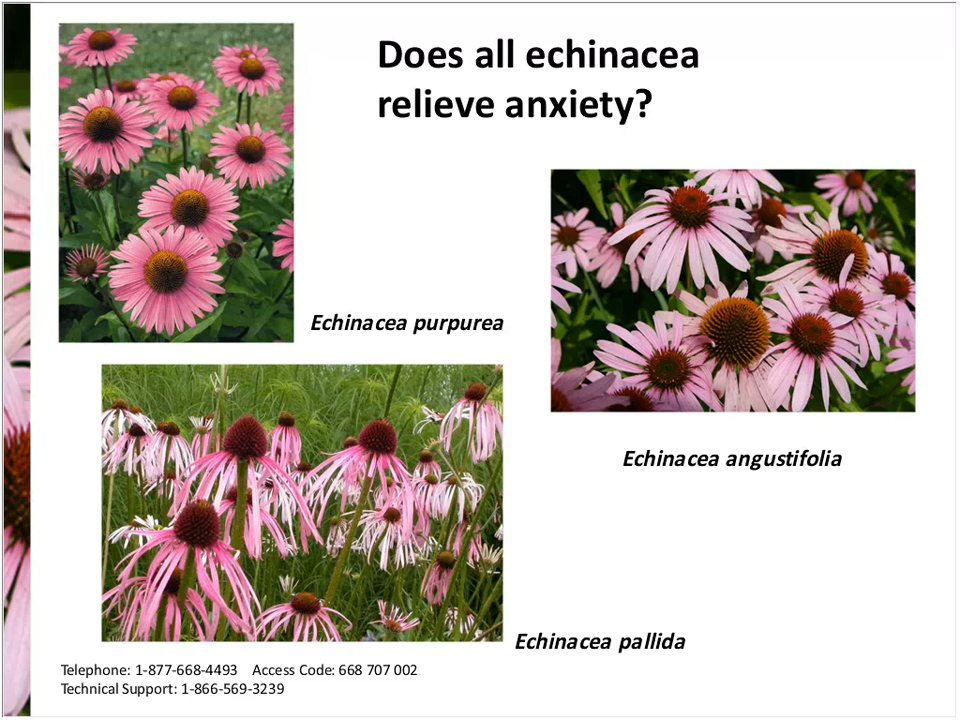 Does all echinacea
relieve anxiety?
Echinacea purpurea
Echinacea angustifolia
Echinacea pallida
Telephone: 1-877-668-4493 Access Code: 668 707 002
Technical Support: 1-866-569-3239